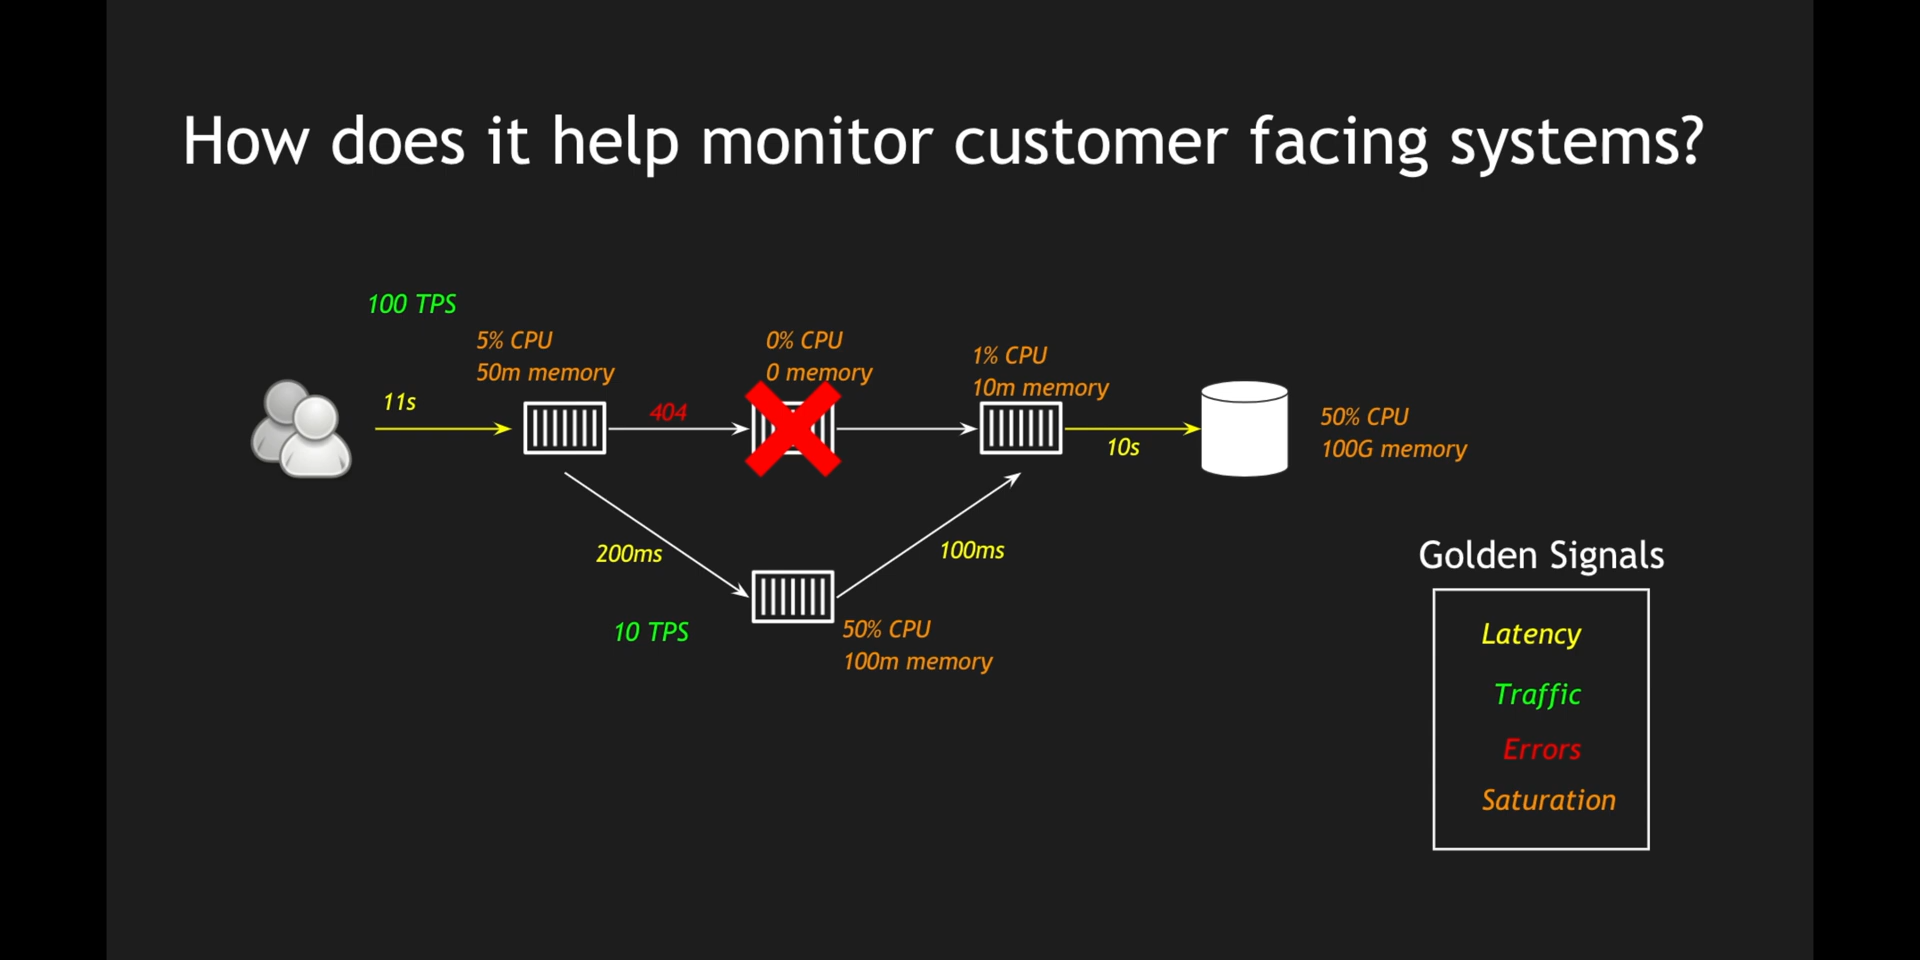 How does it help monitor customer facing systems?
100 TPS
5% CPU
50m memory
0% CPU
0 memory
1% CPU
10m memory
11s
404
10s
50% CPU
100G memory
200ms
100ms
10 TPS
50% CPU
100m memory
Golden Signals
Latency
Traffic
Errors
Saturation